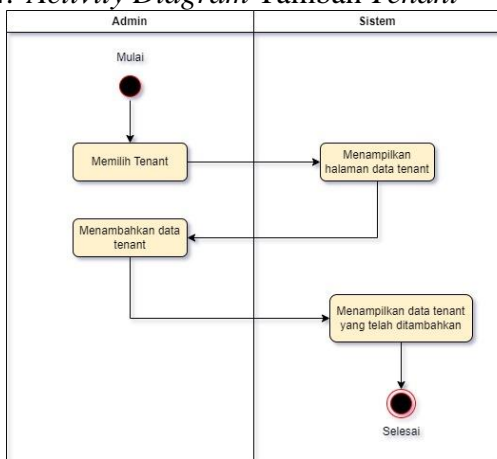 Activity Diagram Tambah Tenant
Admin
Sistem
Mulai
Memilih Tenant
Menampilkan
halaman data tenant
Menambahkan data
tenant
Menampilkan data tenant
yang telah ditambahkan
Selesai